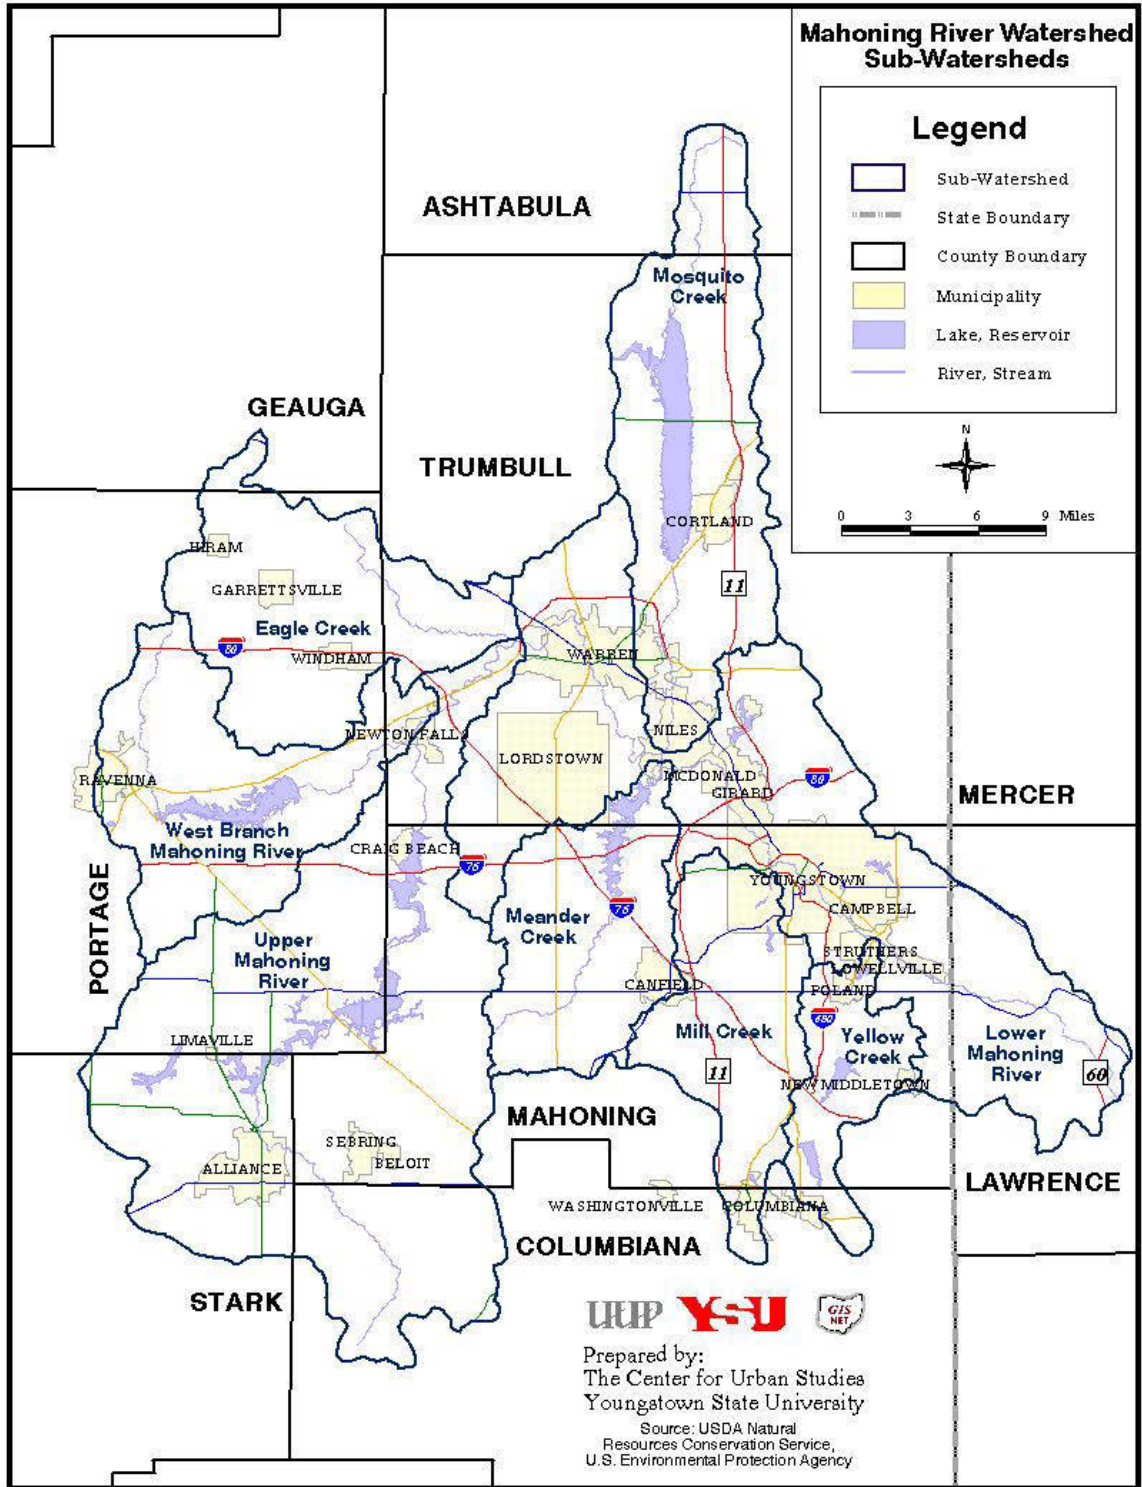 Mahoning River Watershed
Sub-Watersheds
Legend
Sub-Watershed
State Boundary
County Boundary
Municipality
Lake, Reservoir
River, Stream
N
0 3 6 9 Miles
ASHTABULA
Mosquito
Creek
GEAUGA
TRUMBULL
CORTLAND
HIRAM
11
GARRETTSVILLE
Eagle Creek
80
WINDHAM
WARREN
NEWTON FALL
NILES
LORDSTOWN
RAVENNA
MCDONALD
80
GIRARD
MERCER
West Branch
Mahoning River
CRAIG BEACH
76
YOUNGSTOWN
PORTAGE
Meander
Creek
76
CAMPBELL
Upper
Mahoning
River
STRUTHERS
LOWELLVILLE
CANFIELD
POLAND
680
Mill Creek
Yellow
Creek
Lower
Mahoning
River
LIMAVILLE
11
60
NEW MIDDLETOWN
MAHONING
SEBRING
BELOIT
ALLIANCE
LAWRENCE
WASHINGTONVILLE
COLUMBIANA
COLUMBIANA
STARK
UUP YSU GIS
NET
Prepared by:
The Center for Urban Studies
Youngstown State University
Source: USDA Natural
Resources Conservation Service,
U.S. Environmental Protection Agency